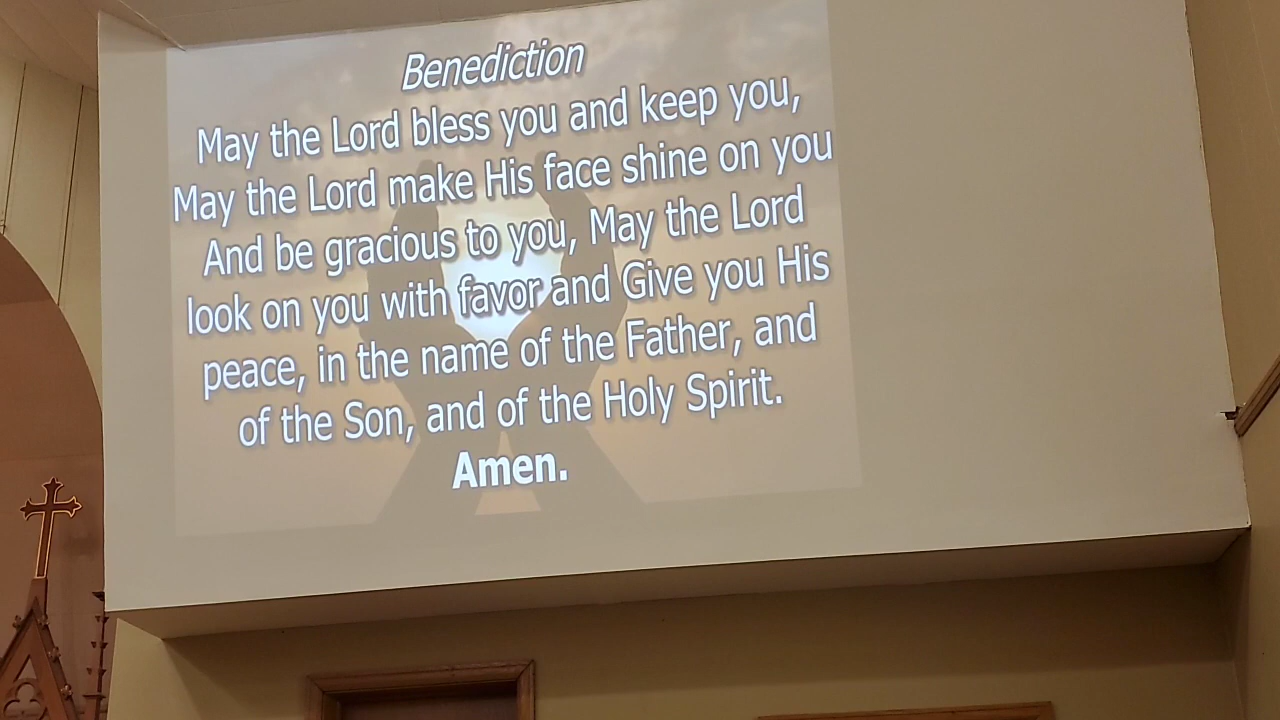 Benediction
May the Lord bless you and keep you,
May the Lord make His face shine on you
And be gracious to you, May the Lord
look on you with favor and Give you His
peace, in the name of the Father, and
of the Son, and of the Holy Spirit.
Amen.